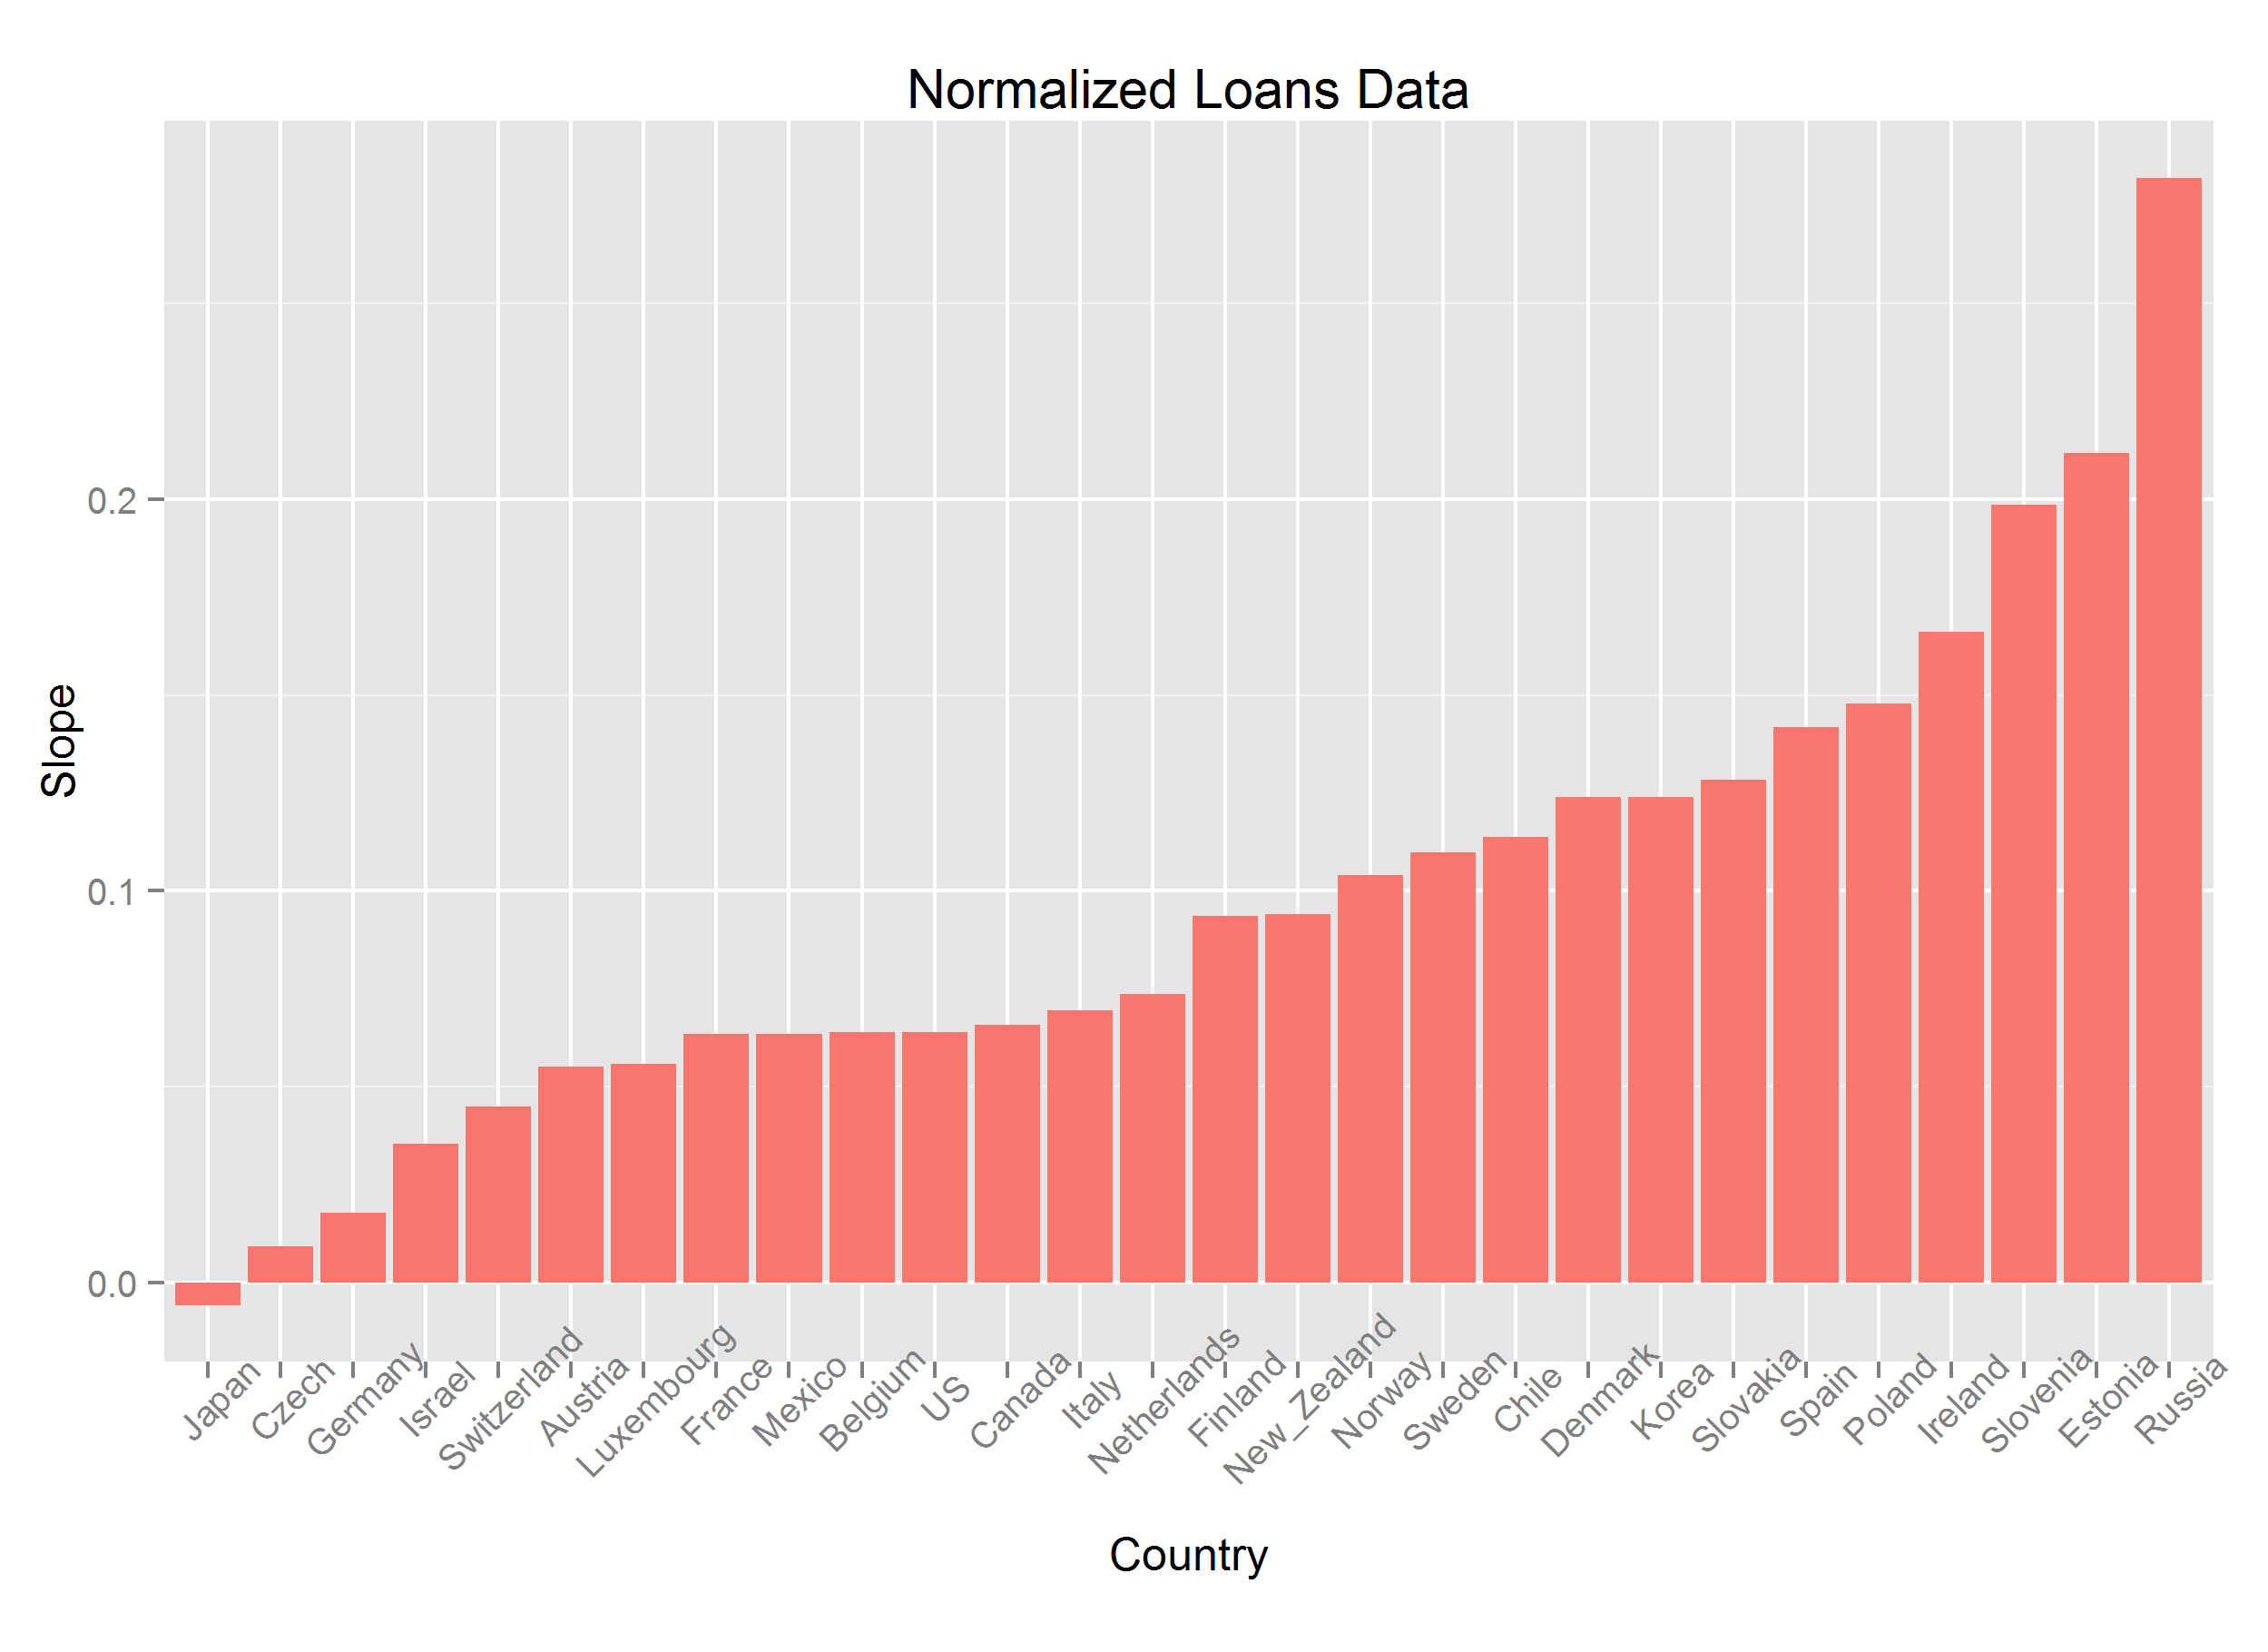 Normalized Loans Data
Slope
0.2
0.1
0.0
Japan
Czech
Germany
Israel
Switzerland
Austria
Luxembourg
France
Mexico
Belgium
US
Canada
Italy
Netherlands
Finland
New_Zealand
Norway
Sweden
Chile
Denmark
Korea
Slovakia
Spain
Poland
Ireland
Slovenia
Estonia
Russia
Country